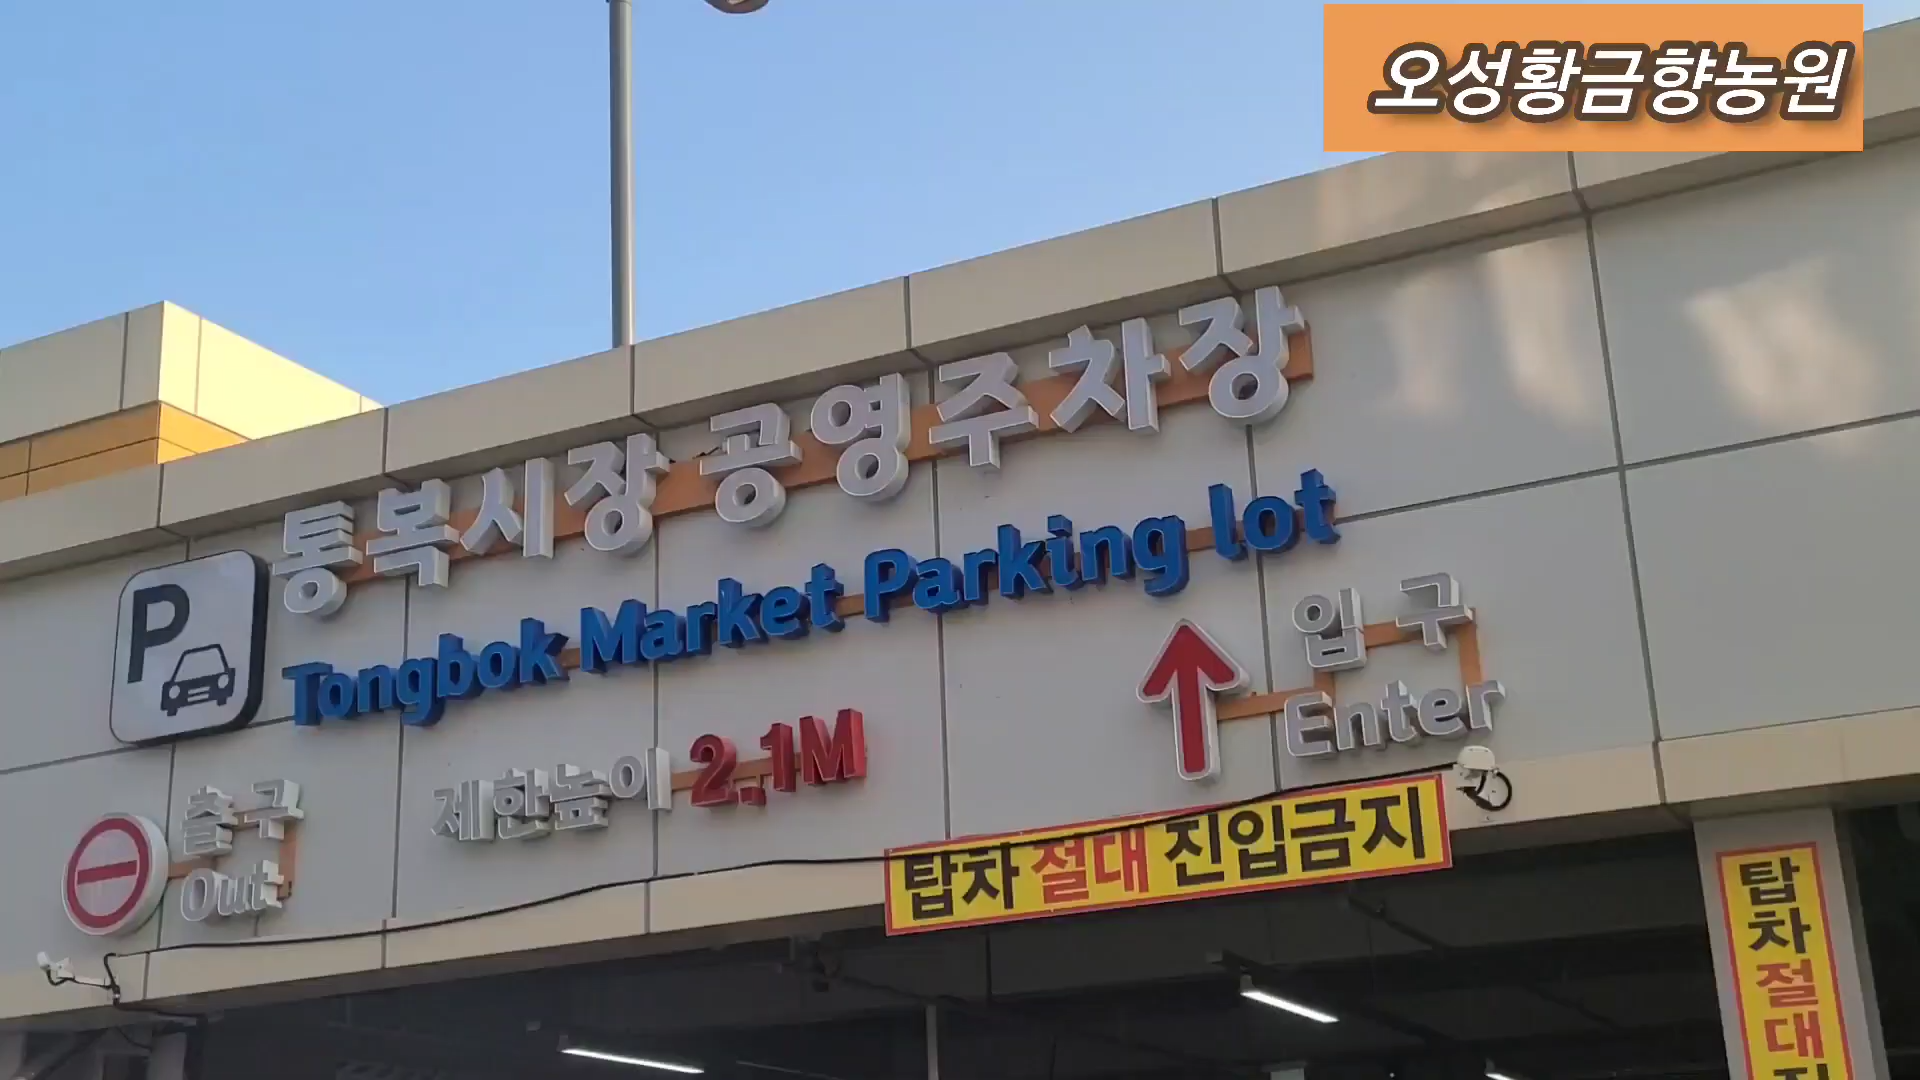 오성황금향농원
통복시장 공영주차장
P
Tongbok Market Parking lot
입구
Enter
제한높이 2.1M
출구
Out
탑차 절대 진입금지
탑차절대